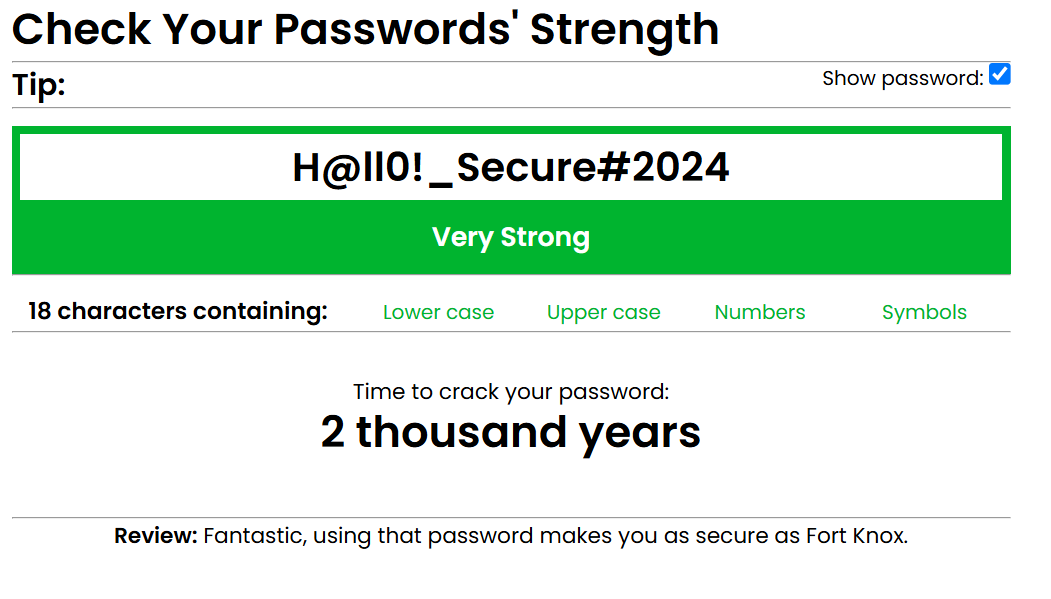 Check Your Passwords' Strength
Tip:
Show password:
H@ll0!_Secure#2024
Very Strong
18 characters containing: Lower case Upper case Numbers Symbols
Time to crack your password:
2 thousand years
Review: Fantastic, using that password makes you as secure as Fort Knox.